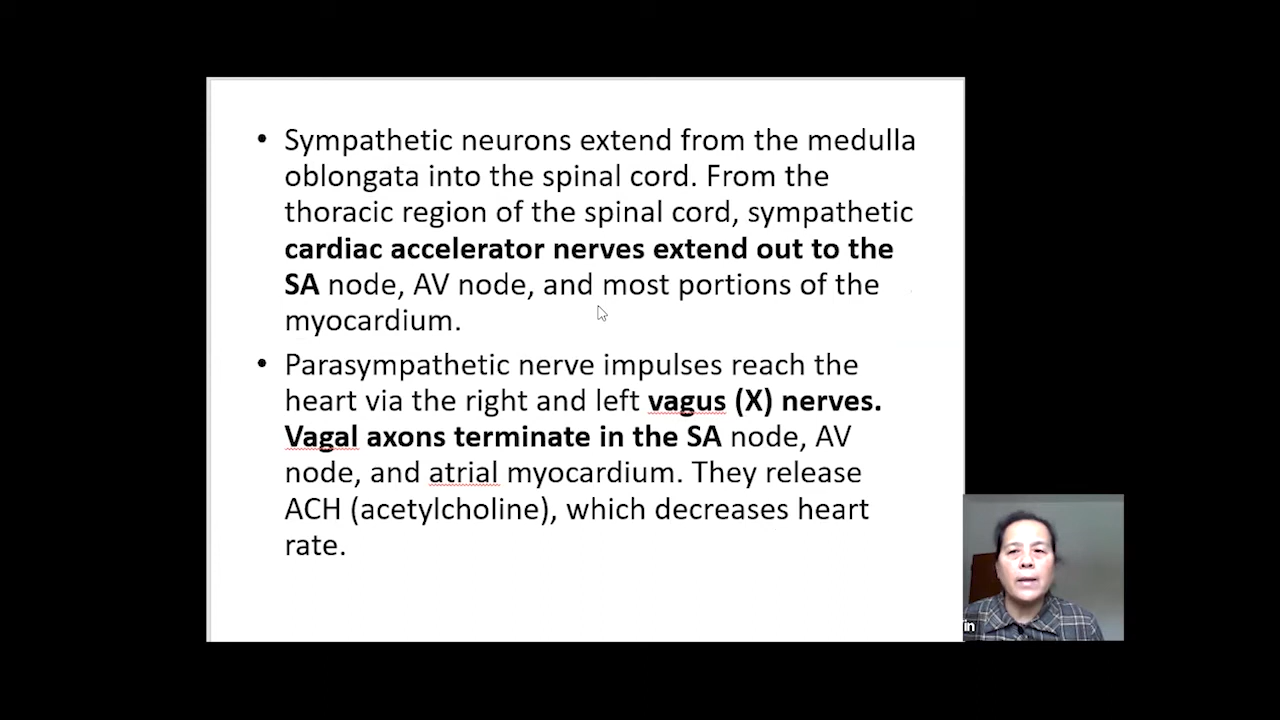 • Sympathetic neurons extend from the medulla
oblongata into the spinal cord. From the
thoracic region of the spinal cord, sympathetic
cardiac accelerator nerves extend out to the
SA node, AV node, and most portions of the
myocardium.
• Parasympathetic nerve impulses reach the
heart via the right and left vagus (X) nerves.
Vagal axons terminate in the SA node, AV
node, and atrial myocardium. They release
ACH (acetylcholine), which decreases heart
rate.